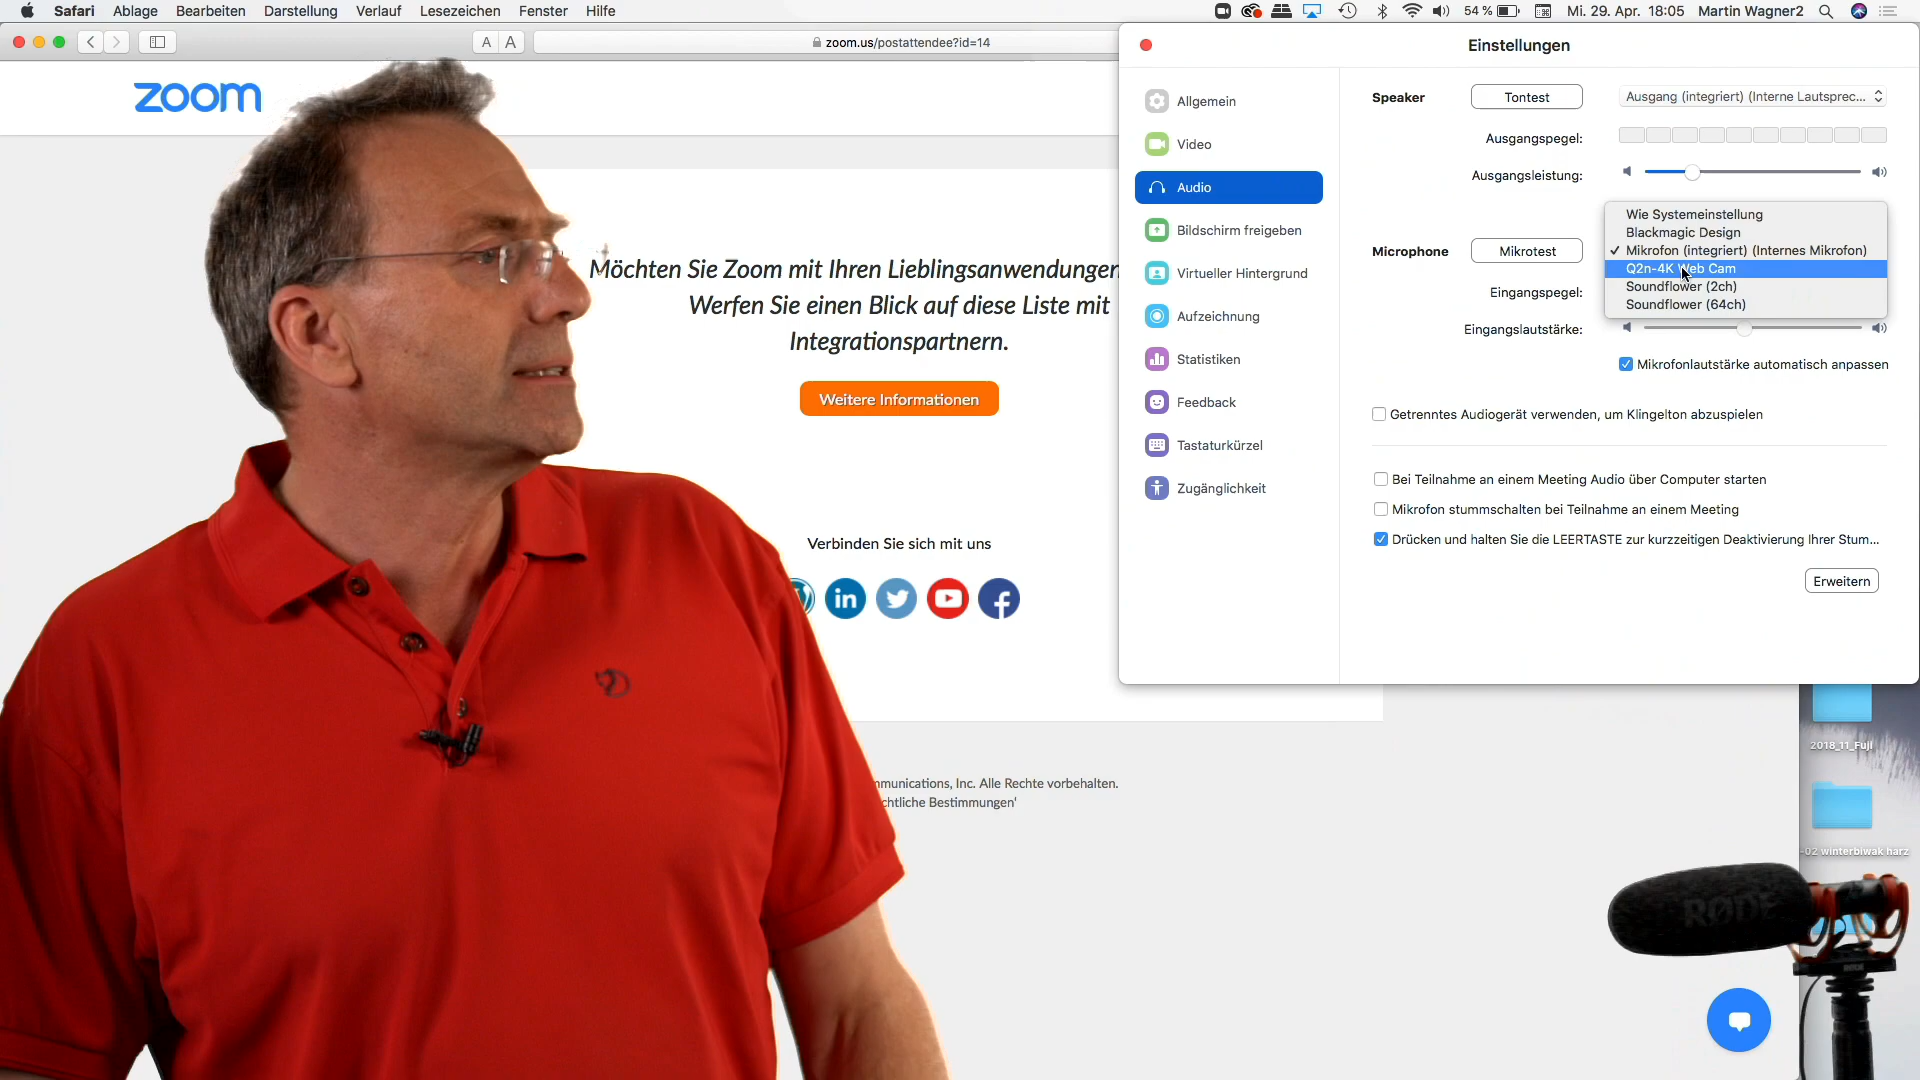 Safari Ablage Bearbeiten Darstellung Verlauf Lesezeichen Fenster Hilfe
54 % Mi. 29. Apr. 18:05 Martin Wagner2
A A
zoom.us/postattendee?id=14
zoom
Möchten Sie Zoom mit Ihren Lieblingsanwendungen
Werfen Sie einen Blick auf diese Liste mit
Integrationspartnern.
Weitere Informationen
Verbinden Sie sich mit uns
in
mmunications, Inc. Alle Rechte vorbehalten.
chtliche Bestimmungen'
Einstellungen
Allgemein
Video
Audio
Bildschirm freigeben
Virtueller Hintergrund
Aufzeichnung
Statistiken
Feedback
Tastaturkürzel
Zugänglichkeit
Speaker
Tontest
Ausgang (integriert) (Interne Lautsprec...
Ausgangspegel:
Ausgangsleistung:
Wie Systemeinstellung
Blackmagic Design
✓ Mikrofon (integriert) (Internes Mikrofon)
Q2n-4K Web Cam
Soundflower (2ch)
Soundflower (64ch)
Microphone
Mikrotest
Eingangspegel:
Eingangslautstärke:
Mikrofonlautstärke automatisch anpassen
Getrenntes Audiogerät verwenden, um Klingelton abzuspielen
Bei Teilnahme an einem Meeting Audio über Computer starten
Mikrofon stummschalten bei Teilnahme an einem Meeting
Drücken und halten Sie die LEERTASTE zur kurzzeitigen Deaktivierung Ihrer Stum...
Erweitern
2018_11_Fuji
-02 winterbiwak harz
RØDE